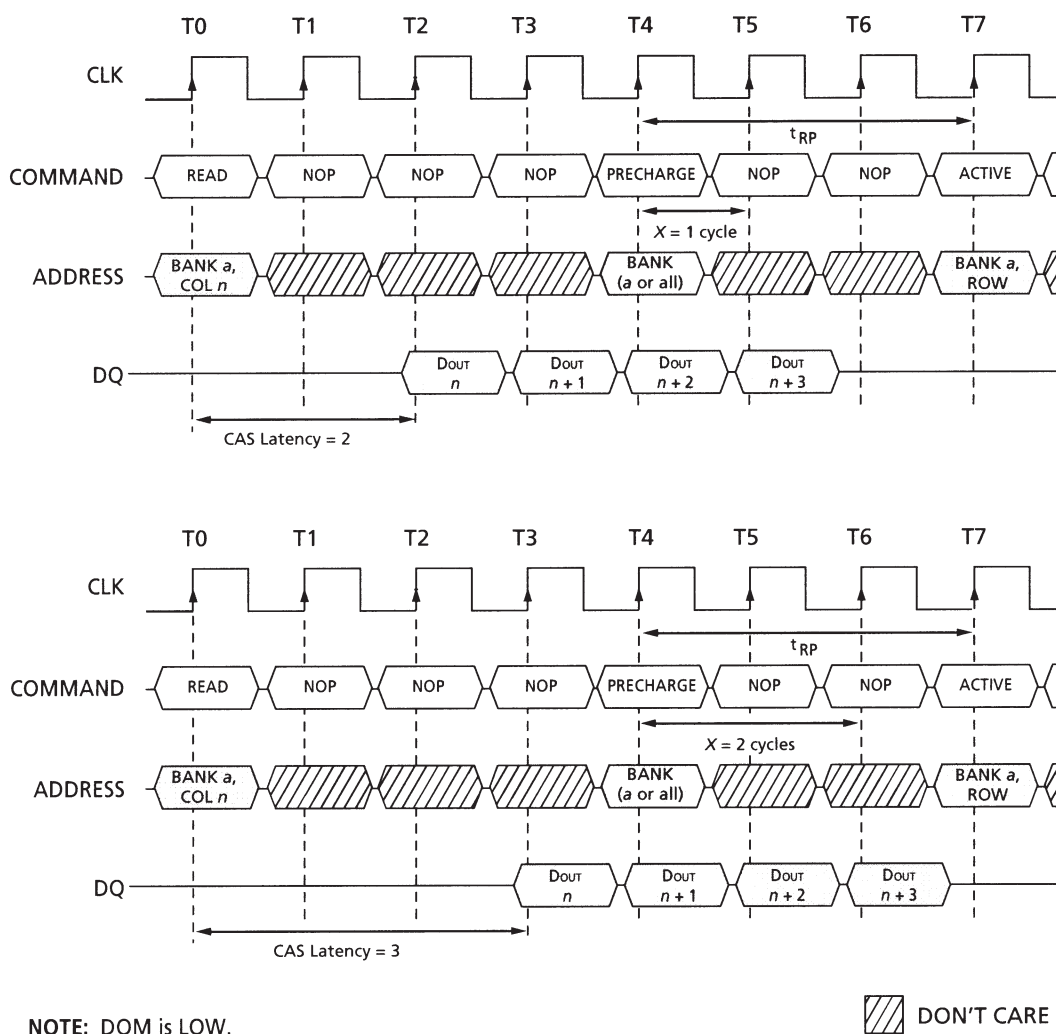 T0 T1 T2 T3 T4 T5 T6 T7
CLK
tRP
COMMAND READ NOP NOP NOP PRECHARGE NOP NOP ACTIVE
X = 1 cycle
ADDRESS BANK a, COL n BANK (a or all) BANK a, ROW
DQ DOUT n DOUT n + 1 DOUT n + 2 DOUT n + 3
CAS Latency = 2
T0 T1 T2 T3 T4 T5 T6 T7
CLK
tRP
COMMAND READ NOP NOP NOP PRECHARGE NOP NOP ACTIVE
X = 2 cycles
ADDRESS BANK a, COL n BANK (a or all) BANK a, ROW
DQ DOUT n DOUT n + 1 DOUT n + 2 DOUT n + 3
CAS Latency = 3
NOTE: DQM is LOW.
DON'T CARE